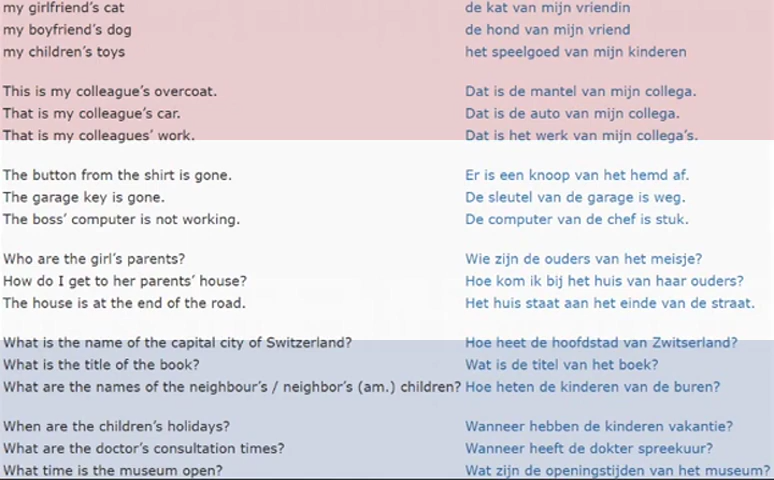 my girlfriend's cat de kat van mijn vriendin
my boyfriend's dog de hond van mijn vriend
my children's toys het speelgoed van mijn kinderen
This is my colleague's overcoat. Dat is de mantel van mijn collega.
That is my colleague's car. Dat is de auto van mijn collega.
That is my colleagues' work. Dat is het werk van mijn collega's.
The button from the shirt is gone. Er is een knoop van het hemd af.
The garage key is gone. De sleutel van de garage is weg.
The boss' computer is not working. De computer van de chef is stuk.
Who are the girl's parents? Wie zijn de ouders van het meisje?
How do I get to her parents' house? Hoe kom ik bij het huis van haar ouders?
The house is at the end of the road. Het huis staat aan het einde van de straat.
What is the name of the capital city of Switzerland? Hoe heet de hoofdstad van Zwitserland?
What is the title of the book? Wat is de titel van het boek?
What are the names of the neighbour's / neighbor's (am.) children? Hoe heten de kinderen van de buren?
When are the children's holidays? Wanneer hebben de kinderen vakantie?
What are the doctor's consultation times? Wanneer heeft de dokter spreekuur?
What time is the museum open? Wat zijn de openingstijden van het museum?